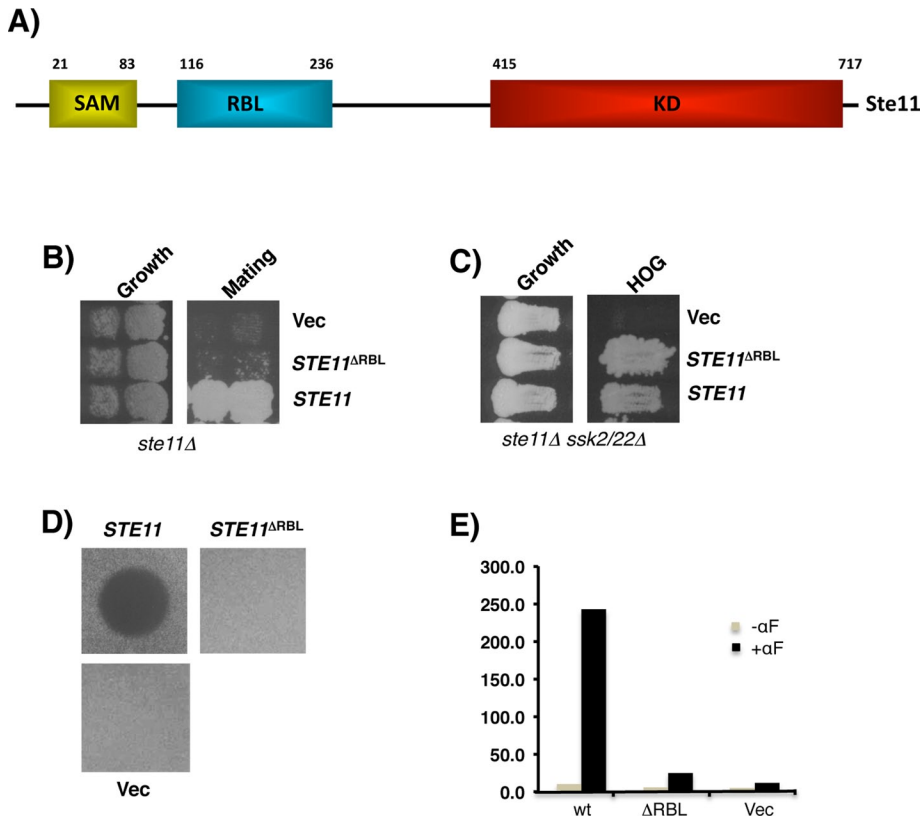 A)
21 83 116 236 415 717
SAM RBL KD Ste11
B)
Growth Mating
Vec
STE11ΔRBL
STE11
ste11Δ
C)
Growth HOG
Vec
STE11ΔRBL
STE11
ste11Δ ssk2/22Δ
D)
STE11 STE11ΔRBL
Vec
E)
300.0
250.0
200.0
150.0
100.0
50.0
0.0
-αF
+αF
wt ΔRBL Vec